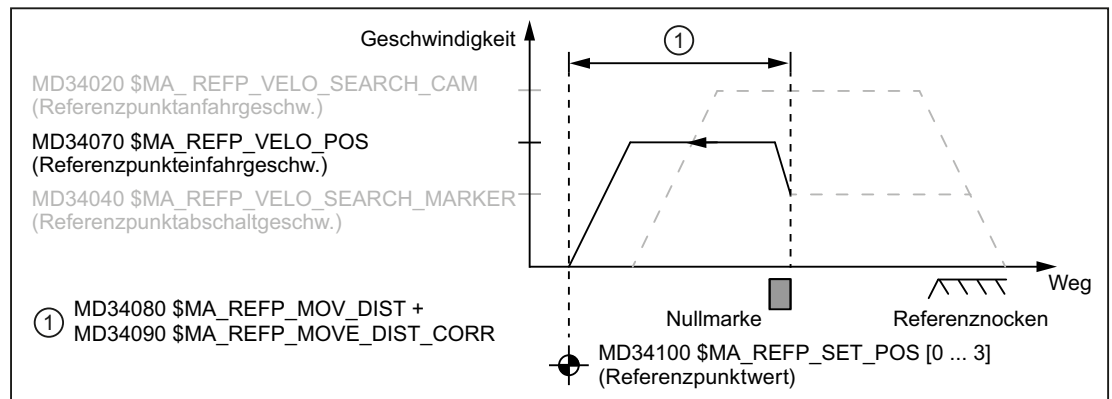 Geschwindigkeit
1
MD34020 $MA_ REFP_VELO_SEARCH_CAM
(Referenzpunktanfahrgeschw.)
MD34070 $MA_REFP_VELO_POS
(Referenzpunkteinfahrgeschw.)
MD34040 $MA_REFP_VELO_SEARCH_MARKER
(Referenzpunktabschaltgeschw.)
Weg
1 MD34080 $MA_REFP_MOV_DIST +
MD34090 $MA_REFP_MOVE_DIST_CORR
Nullmarke
Referenznocken
MD34100 $MA_REFP_SET_POS [0 ... 3]
(Referenzpunktwert)